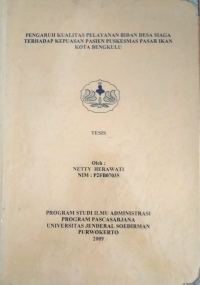 PENGARUH KUALITAS PELAYANAN BIDAN DESA SIAGA
TERHADAP KEPUASAN PASIEN PUSKESMAS PASAR IKAN
KOTA BENGKULU
TESIS
Oleh :
NETTY HERAWATI
NIM : P2FB07035
PROGRAM STUDI ILMU ADMINISTRASI
PROGRAM PASCASARJANA
UNIVERSITAS JENDERAL SOEDIRMAN
PURWOKERTO
2009